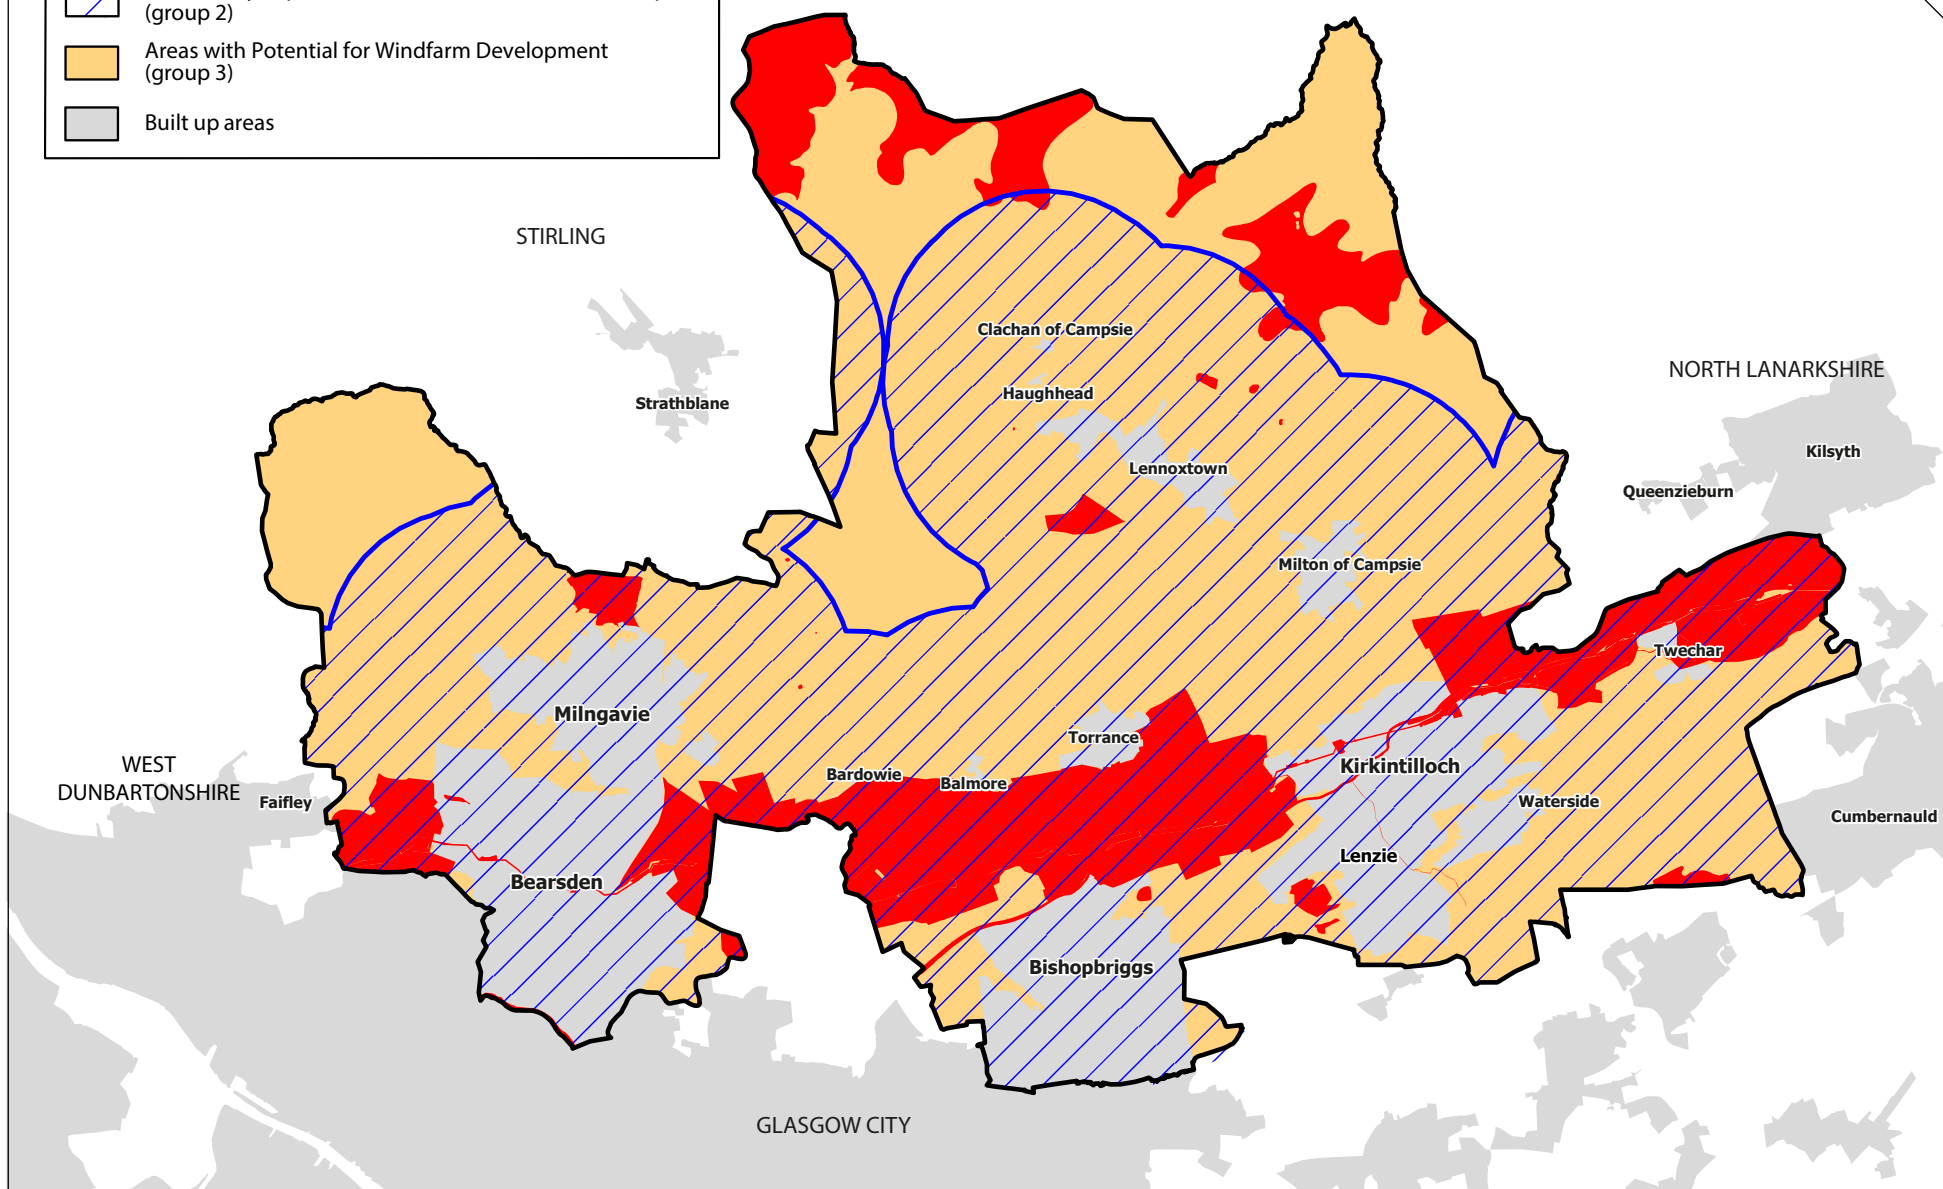 (group 2)
Areas with Potential for Windfarm Development
(group 3)
Built up areas
STIRLING
Clachan of Campsie
NORTH LANARKSHIRE
Haughhead
Strathblane
Kilsyth
Lennoxtown
Queenzieburn
Milton of Campsie
Twechar
Milngavie
Torrance
WEST
DUNBARTONSHIRE
Kirkintilloch
Bardowie
Balmore
Faifley
Waterside
Cumbernauld
Lenzie
Bearsden
Bishopbriggs
GLASGOW CITY